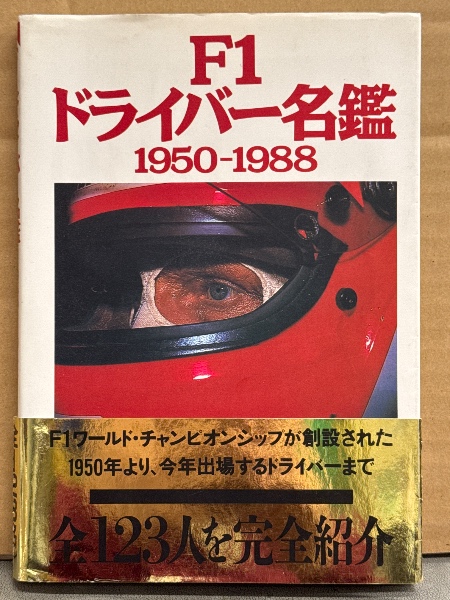 F1
ドライバー名鑑
1950-1988
F1ワールド・チャンピオンシップが創設された
1950年より、今年出場するドライバーまで
全123人を完全紹介